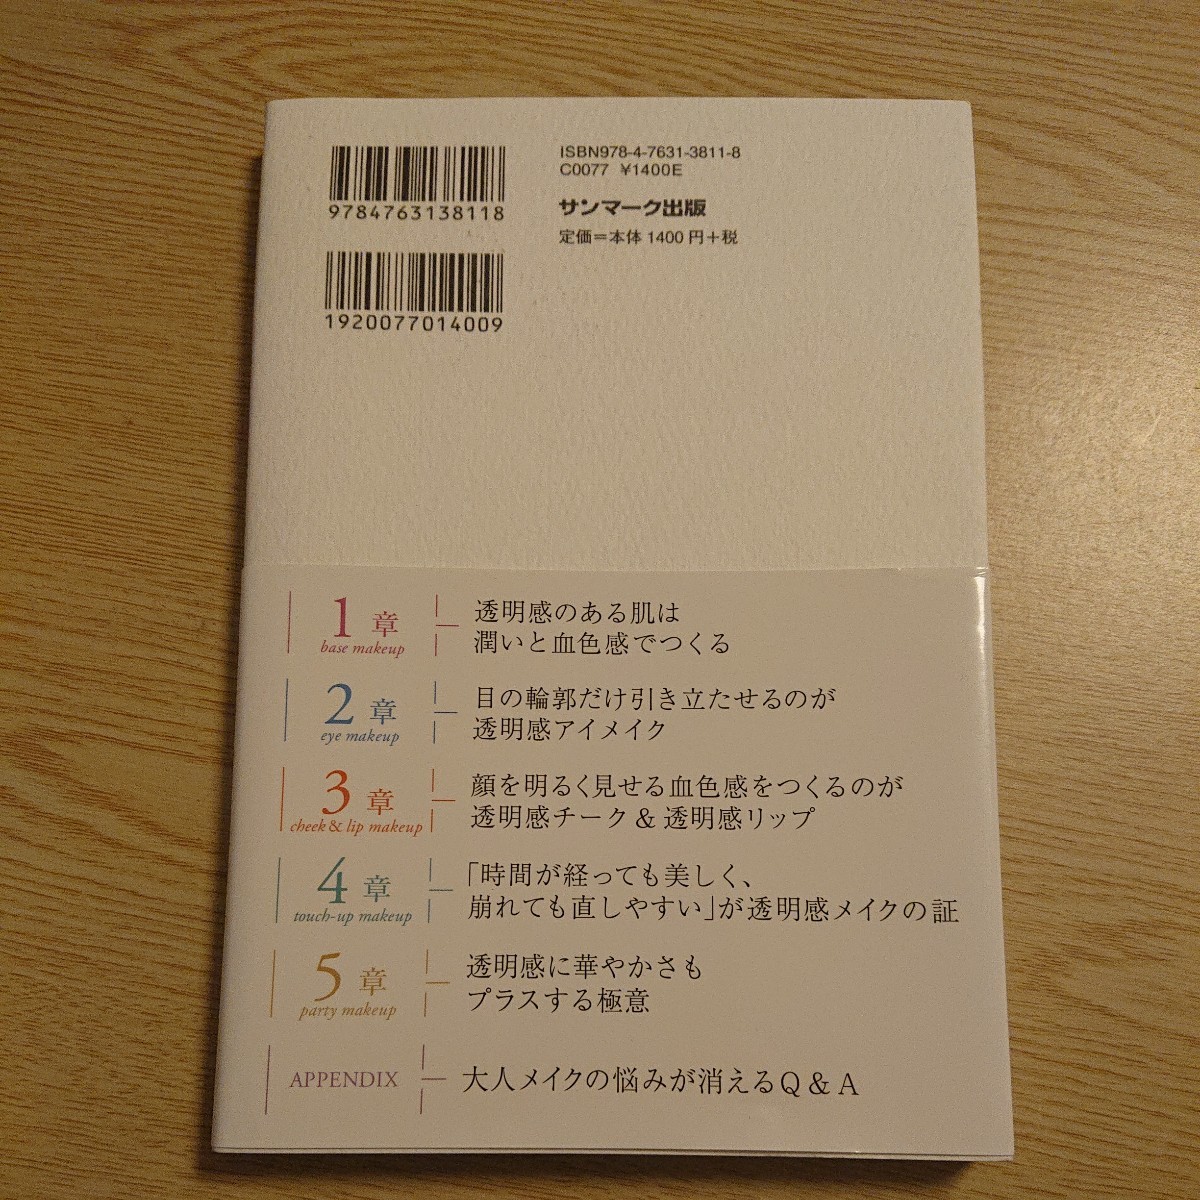 9784763138118
1920077014009
ISBN978-4-7631-3811-8
C0077 ¥1400E
サンマーク出版
定価=本体1400円+税
1章
base makeup
透明感のある肌は
潤いと血色感でつくる
2章
eye makeup
目の輪郭だけ引き立たせるのが
透明感アイメイク
3章
cheek & lip makeup
顔を明るく見せる血色感をつくるのが
透明感チーク & 透明感リップ
4章
touch-up makeup
「時間が経っても美しく、
崩れても直しやすい」が透明感メイクの証
5章
party makeup
透明感に華やかさも
プラスする極意
APPENDIX
大人メイクの悩みが消えるQ & A